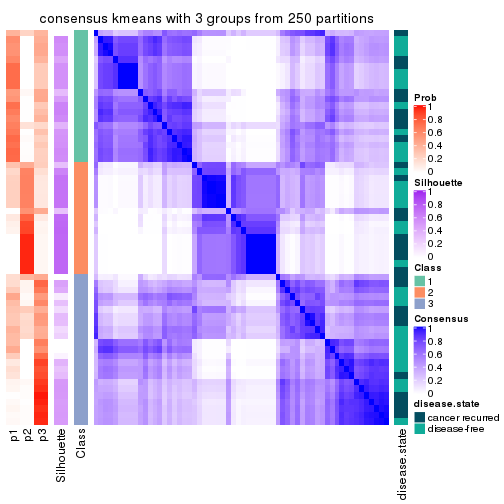 consensus kmeans with 3 groups from 250 partitions
p1
p2
p3
Silhouette
Class
disease.state
Prob
1
0.8
0.6
0.4
0.2
0
Silhouette
1
0.8
0.6
0.4
0.2
0
Class
1
2
3
Consensus
1
0.8
0.6
0.4
0.2
0
disease.state
cancer recurred
disease-free